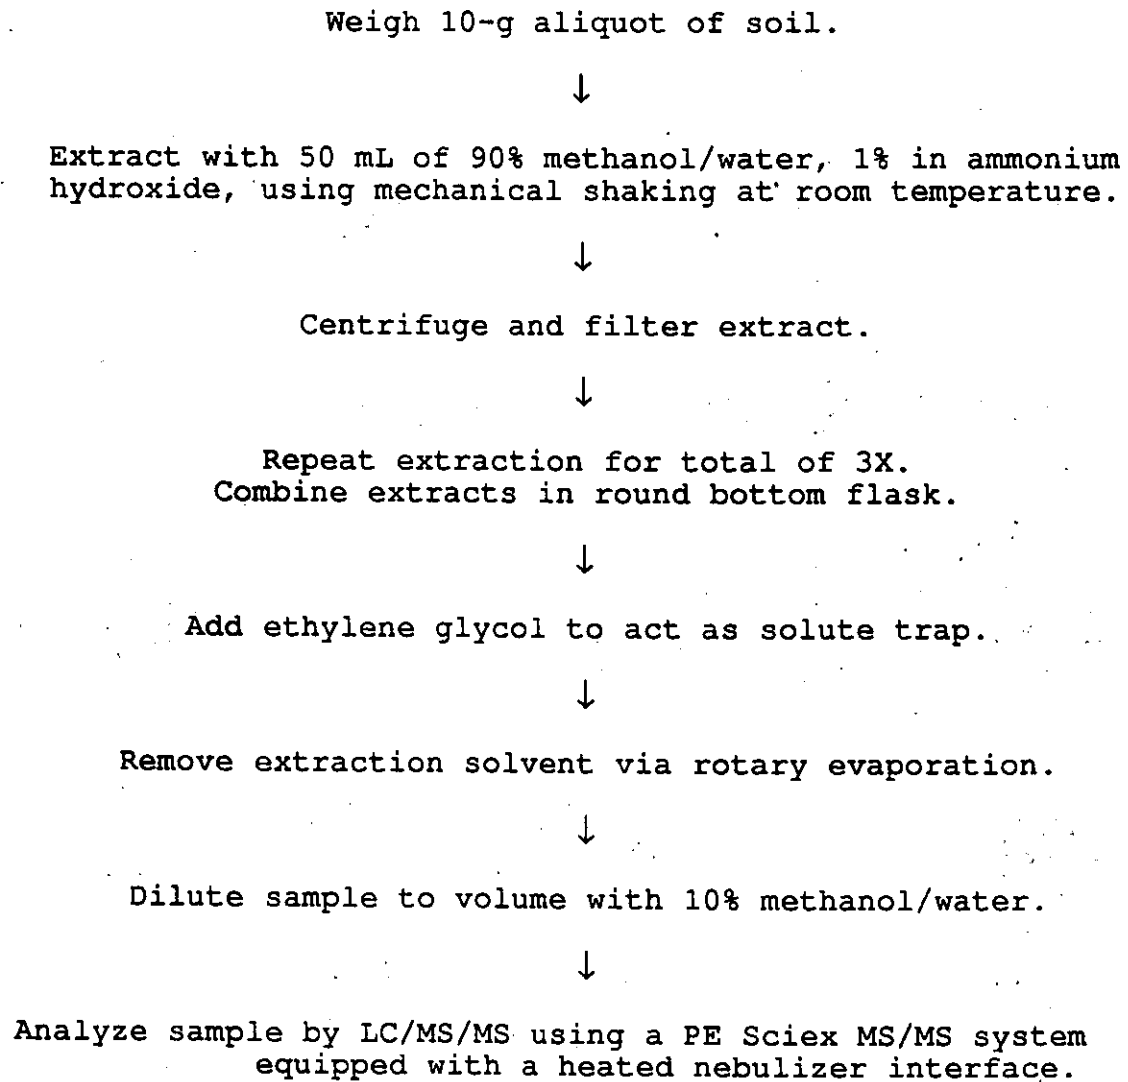 Weigh 10-g aliquot of soil.
↓
Extract with 50 mL of 90% methanol/water, 1% in ammonium
hydroxide, using mechanical shaking at room temperature.
↓
Centrifuge and filter extract.
↓
Repeat extraction for total of 3X.
Combine extracts in round bottom flask.
↓
Add ethylene glycol to act as solute trap.
↓
Remove extraction solvent via rotary evaporation.
↓
Dilute sample to volume with 10% methanol/water.
↓
Analyze sample by LC/MS/MS using a PE Sciex MS/MS system
equipped with a heated nebulizer interface.